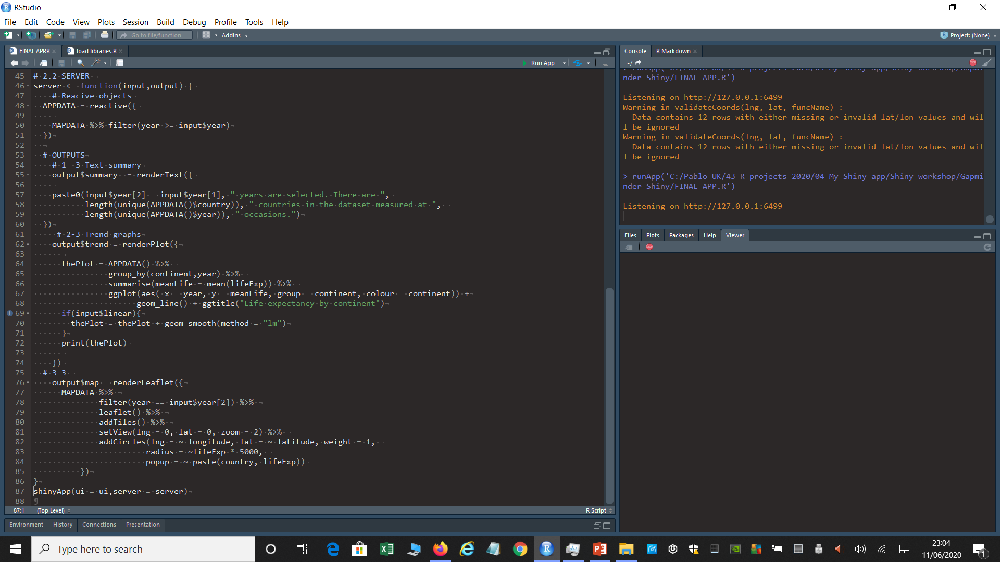 RStudio
File Edit Code View Plots Session Build Debug Profile Tools Help
Go to file/function Addins Project: (None)
FINAL APP.R load libraries.R
Run App
45 # 2.2 SERVER
46 server <- function(input,output) {
47 # Reacive objects
48 APPDATA = reactive({
49
50 MAPDATA %>% filter(year >= input$year)
51 })
52
53 # OUTPUTS
54 # 1- 3 Text summary
55 output$summary = renderText({
56
57 paste0(input$year[2] - input$year[1], " years are selected. There are ",
58 length(unique(APPDATA()$country)), " countries in the dataset measured at ",
59 length(unique(APPDATA()$year)), " occasions.")
60 })
61 # 2-3 Trend graphs
62 output$trend = renderPlot({
63
64 thePlot = APPDATA() %>%
65 group_by(continent,year) %>%
66 summarise(meanLife = mean(lifeExp)) %>%
67 ggplot(aes( x = year, y = meanLife, group = continent, colour = continent)) +
68 geom_line() + ggtitle("Life expectancy by continent")
69 if(input$linear){
70 thePlot = thePlot + geom_smooth(method = "lm")
71 }
72 print(thePlot)
73
74 })
75 # 3-3
76 output$map = renderLeaflet({
77 MAPDATA %>%
78 filter(year == input$year[2]) %>%
79 leaflet() %>%
80 addTiles() %>%
81 setView(lng = 0, lat = 0, zoom = 2) %>%
82 addCircles(lng = ~ longitude, lat = ~ latitude, weight = 1,
83 radius = ~lifeExp * 5000,
84 popup = ~ paste(country, lifeExp))
85 })
86 }
87 shinyApp(ui = ui,server = server)
88
87:1 (Top Level) R Script
Environment History Connections Presentation
Console R Markdown
~/
> runApp('C:/Pablo UK/43 R projects 2020/04 My Shiny app/Shiny workshop/Gapmi
nder Shiny/FINAL APP.R')
Listening on http://127.0.0.1:6499
Warning in validateCoords(lng, lat, funcName) :
Data contains 12 rows with either missing or invalid lat/lon values and wil
l be ignored
Warning in validateCoords(lng, lat, funcName) :
Data contains 12 rows with either missing or invalid lat/lon values and wil
l be ignored
> runApp('C:/Pablo UK/43 R projects 2020/04 My Shiny app/Shiny workshop/Gapmi
nder Shiny/FINAL APP.R')
Listening on http://127.0.0.1:6499
Files Plots Packages Help Viewer
Type here to search
23:04
11/06/2020
1